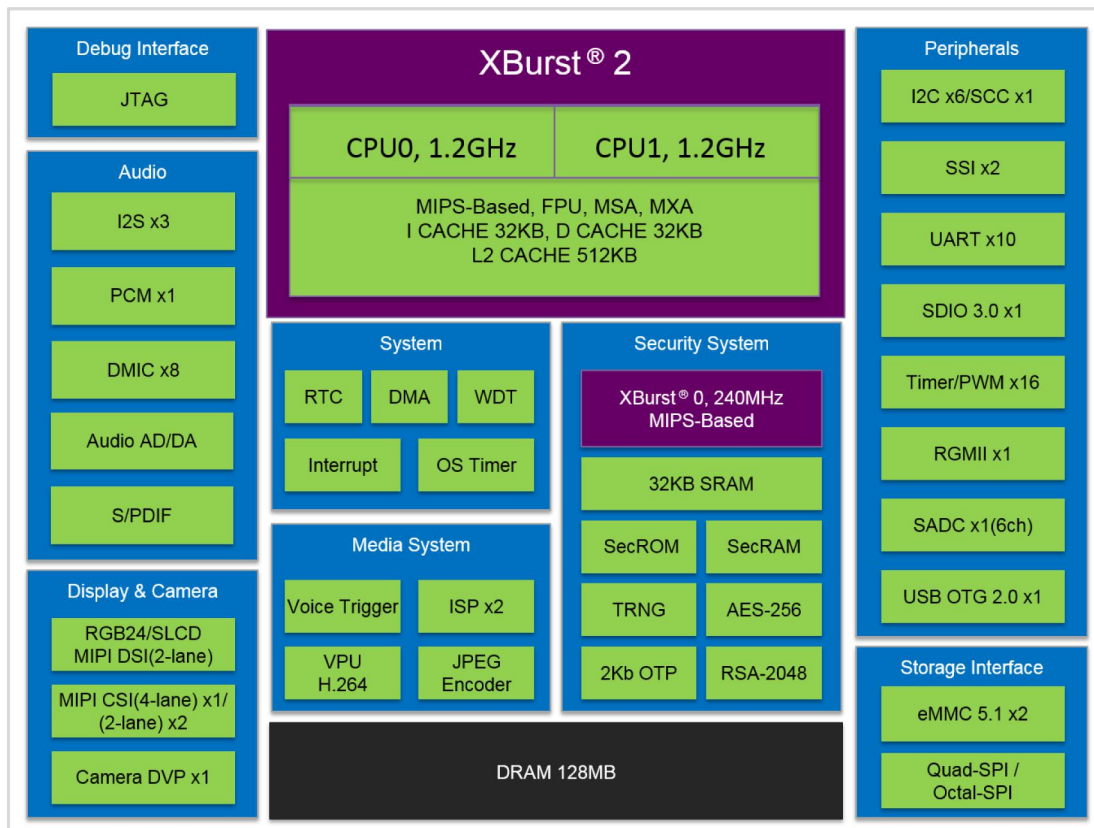 Debug Interface
JTAG
Audio
I2S x3
PCM x1
DMIC x8
Audio AD/DA
S/PDIF
Display & Camera
RGB24/SLCD
MIPI DSI(2-lane)
MIPI CSI(4-lane) x1/
(2-lane) x2
Camera DVP x1
XBurst® 2
CPU0, 1.2GHz
CPU1, 1.2GHz
MIPS-Based, FPU, MSA, MXA
I CACHE 32KB, D CACHE 32KB
L2 CACHE 512KB
System
RTC
DMA
WDT
Interrupt
OS Timer
Media System
Voice Trigger
ISP x2
VPU
H.264
JPEG
Encoder
Security System
XBurst® 0, 240MHz
MIPS-Based
32KB SRAM
SecROM
SecRAM
TRNG
AES-256
2Kb OTP
RSA-2048
DRAM 128MB
Peripherals
I2C x6/SCC x1
SSI x2
UART x10
SDIO 3.0 x1
Timer/PWM x16
RGMII x1
SADC x1(6ch)
USB OTG 2.0 x1
Storage Interface
eMMC 5.1 x2
Quad-SPI /
Octal-SPI